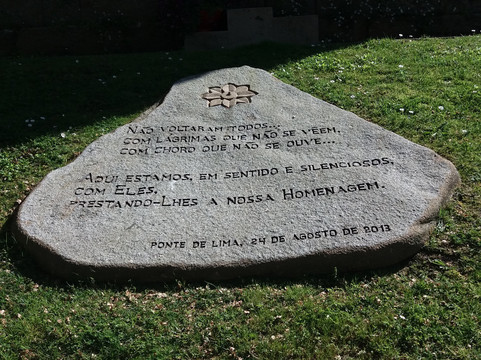 Não voltaram todos...
com lágrimas que não se vêem,
com choro que não se ouve...
Aqui estamos, em sentido e silenciosos,
com Eles,
prestando-Lhes a nossa Homenagem.
Ponte de Lima, 24 de Agosto de 2013